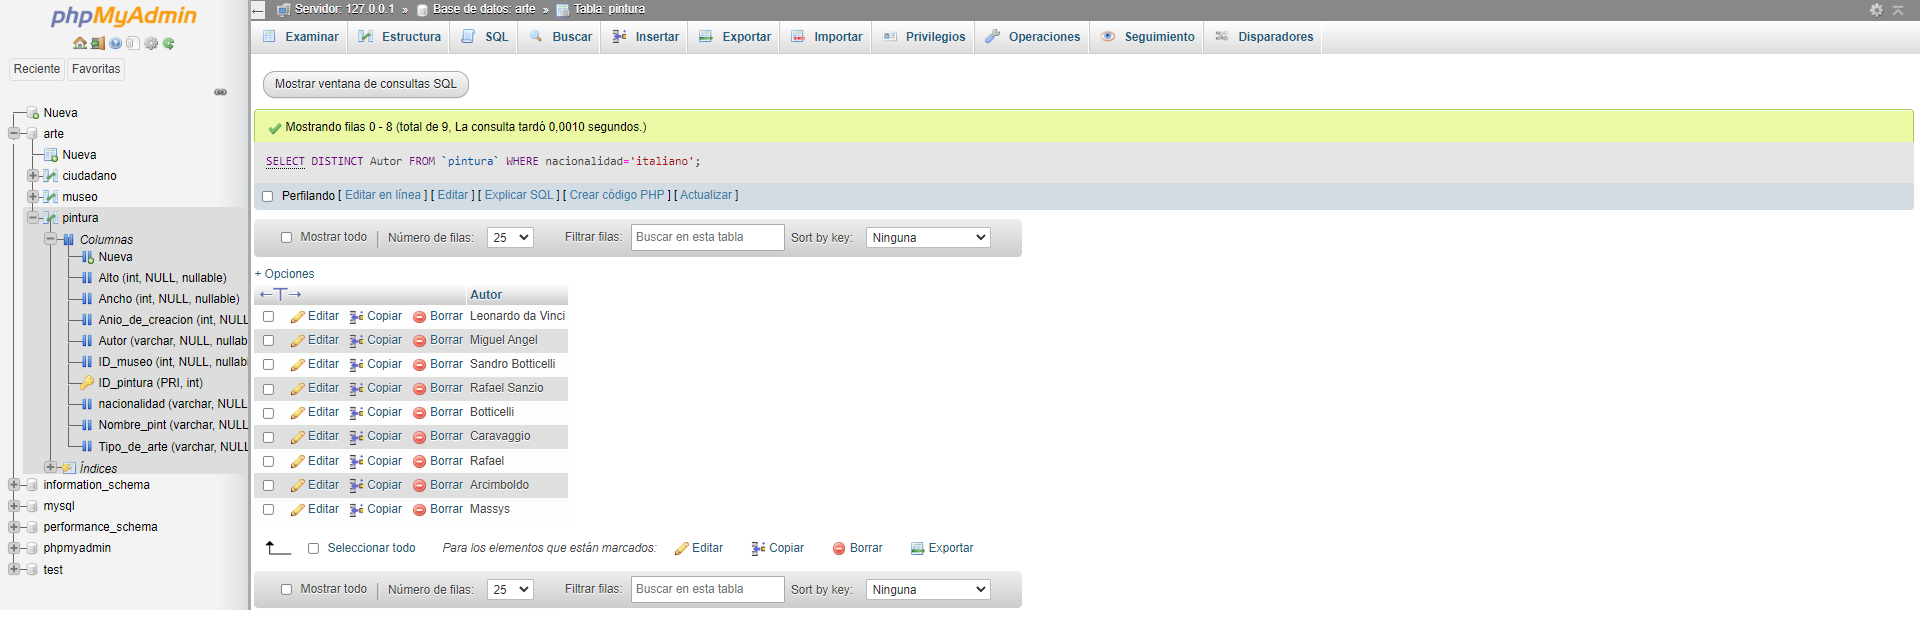 phpMyAdmin
Reciente Favoritas
Nueva
arte
Nueva
ciudadano
museo
pintura
Columnas
Nueva
Alto (int, NULL, nullable)
Ancho (int, NULL, nullable)
Anio_de_creacion (int, NULL
Autor (varchar, NULL, nullab
ID_museo (int, NULL, nullabl
ID_pintura (PRI, int)
nacionalidad (varchar, NULL
Nombre_pint (varchar, NULL
Tipo_de_arte (varchar, NULL
Índices
information_schema
mysql
performance_schema
phpmyadmin
test
Servidor: 127.0.0.1 » Base de datos: arte » Tabla: pintura
Examinar Estructura SQL Buscar Insertar Exportar Importar Privilegios Operaciones Seguimiento Disparadores
Mostrar ventana de consultas SQL
Mostrando filas 0 - 8 (total de 9, La consulta tardó 0,0010 segundos.)
SELECT DISTINCT Autor FROM `pintura` WHERE nacionalidad='italiano';
Perfilando [ Editar en línea ] [ Editar ] [ Explicar SQL ] [ Crear código PHP ] [ Actualizar ]
Mostrar todo | Número de filas: 25 Filtrar filas: Buscar en esta tabla Sort by key: Ninguna
+ Opciones
←T→ Autor
Editar Copiar Borrar Leonardo da Vinci
Editar Copiar Borrar Miguel Angel
Editar Copiar Borrar Sandro Botticelli
Editar Copiar Borrar Rafael Sanzio
Editar Copiar Borrar Botticelli
Editar Copiar Borrar Caravaggio
Editar Copiar Borrar Rafael
Editar Copiar Borrar Arcimboldo
Editar Copiar Borrar Massys
Seleccionar todo Para los elementos que están marcados: Editar Copiar Borrar Exportar
Mostrar todo | Número de filas: 25 Filtrar filas: Buscar en esta tabla Sort by key: Ninguna